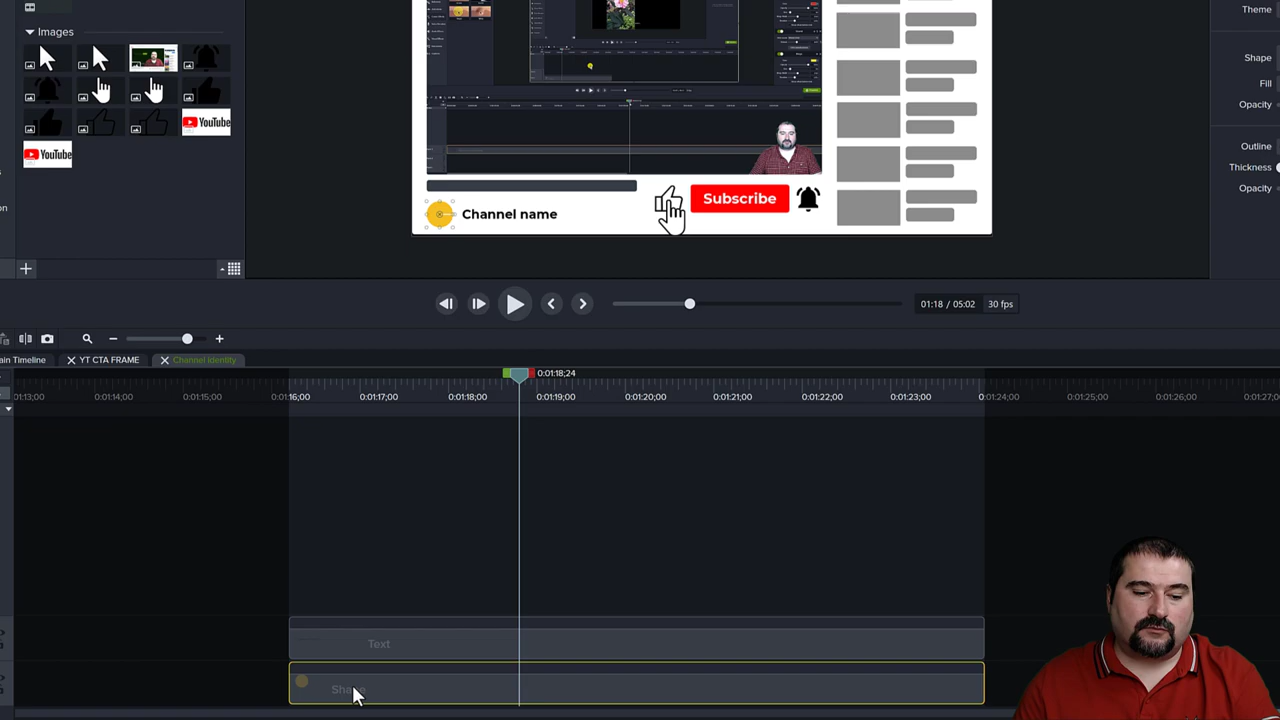 Images
YouTube
YouTube
Channel name
Subscribe
Theme
Shape
Fill
Opacity
Outline
Thickness
Opacity
01:18 / 05:02
30 fps
ain Timeline
YT CTA FRAME
Channel identity
0:01:18;24
0:01:13;00
0:01:14;00
0:01:15;00
0:01:16;00
0:01:17;00
0:01:18;00
0:01:19;00
0:01:20;00
0:01:21;00
0:01:22;00
0:01:23;00
0:01:24;00
0:01:25;00
0:01:26;00
0:01:27;0
Text
Shape